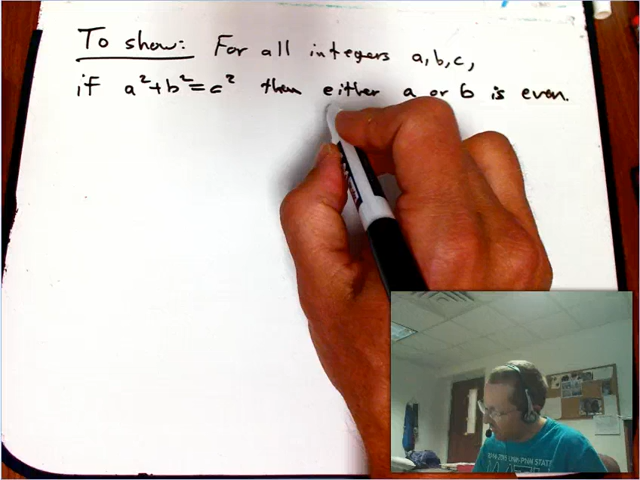 To show: For all integers a, b, c,
if a² + b² = c² then either a or b is even.